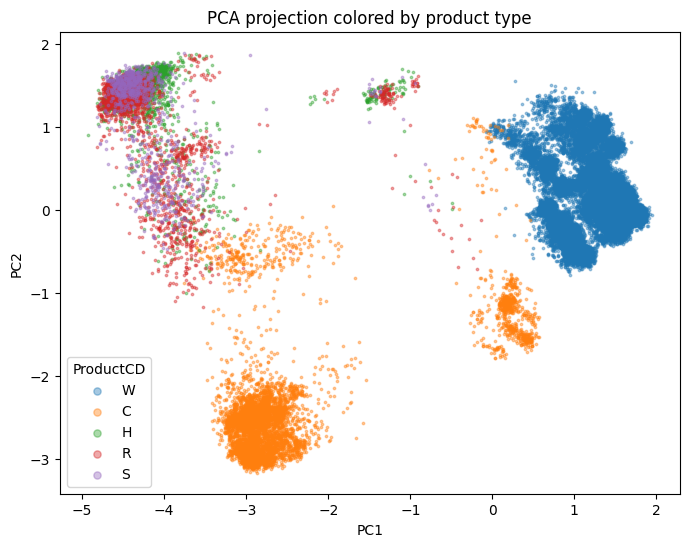 PCA projection colored by product type
2
1
0
−1
−2
−3
PC2
ProductCD
W
C
H
R
S
−5 −4 −3 −2 −1 0 1 2
PC1